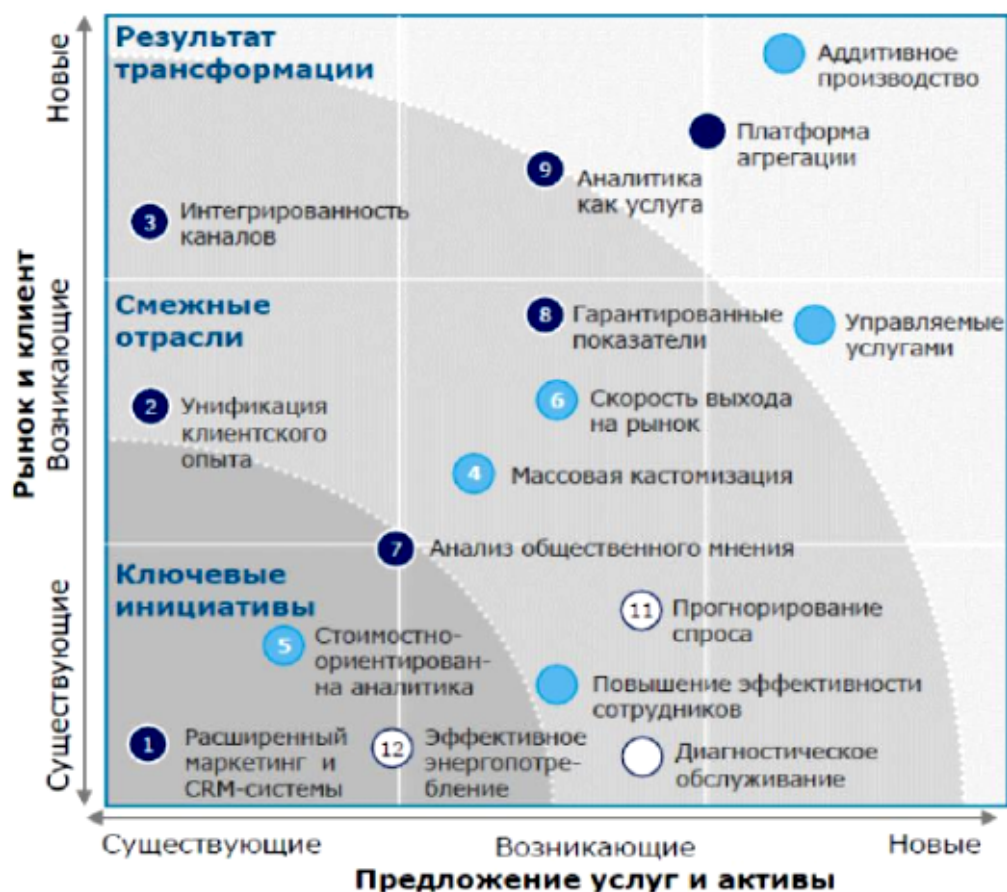 Результат
трансформации
Аддитивное
производство
Платформа
агрегации
9
Аналитика
как услуга
3
Интегрированность
каналов
Смежные
отрасли
8
Гарантированные
показатели
Управляемые
услугами
6
Скорость выхода
на рынок
2
Унификация
клиентского
опыта
4
Массовая кастомизация
7
Анализ общественного мнения
Ключевые
инициативы
11
Прогнорирование
спроса
5
Стоимостно-
ориентирован-
на аналитика
Повышение эффективности
сотрудников
1
Расширенный
маркетинг и
CRM-системы
12
Эффективное
энергопотре-
бление
Диагностическое
обслуживание
Рынок и клиент
Новые
Возникающие
Существующие
Существующие
Возникающие
Новые
Предложение услуг и активы